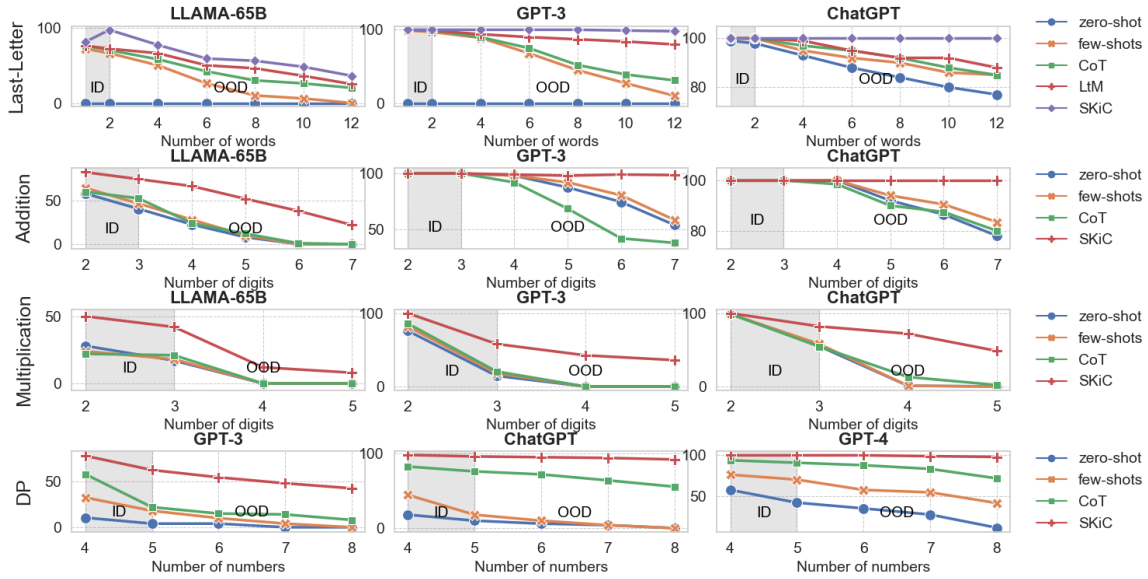 LLAMA-65B GPT-3 ChatGPT
Last-Letter
100 0 ID OOD
2 4 6 8 10 12
Number of words
100 0 ID OOD
2 4 6 8 10 12
Number of words
100 80 ID OOD
2 4 6 8 10 12
Number of words
zero-shot
few-shots
CoT
LtM
SKiC
LLAMA-65B GPT-3 ChatGPT
Addition
50 0 ID OOD
2 3 4 5 6 7
Number of digits
100 50 ID OOD
2 3 4 5 6 7
Number of digits
100 80 ID OOD
2 3 4 5 6 7
Number of digits
zero-shot
few-shots
CoT
SKiC
LLAMA-65B GPT-3 ChatGPT
Multiplication
50 0 ID OOD
2 3 4 5
Number of digits
100 0 ID OOD
2 3 4 5
Number of digits
100 0 ID OOD
2 3 4 5
Number of digits
zero-shot
few-shots
CoT
SKiC
GPT-3 ChatGPT GPT-4
DP
50 0 ID OOD
4 5 6 7 8
Number of numbers
100 0 ID OOD
4 5 6 7 8
Number of numbers
100 50 ID OOD
4 5 6 7 8
Number of numbers
zero-shot
few-shots
CoT
SKiC